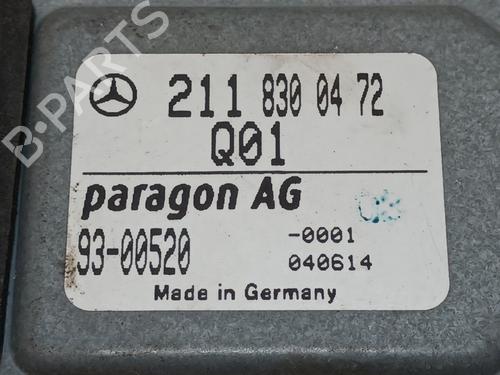 B-PARTS
211 830 04 72
Q01
paragon AG
93-00520 -0001
040614
Made in Germany